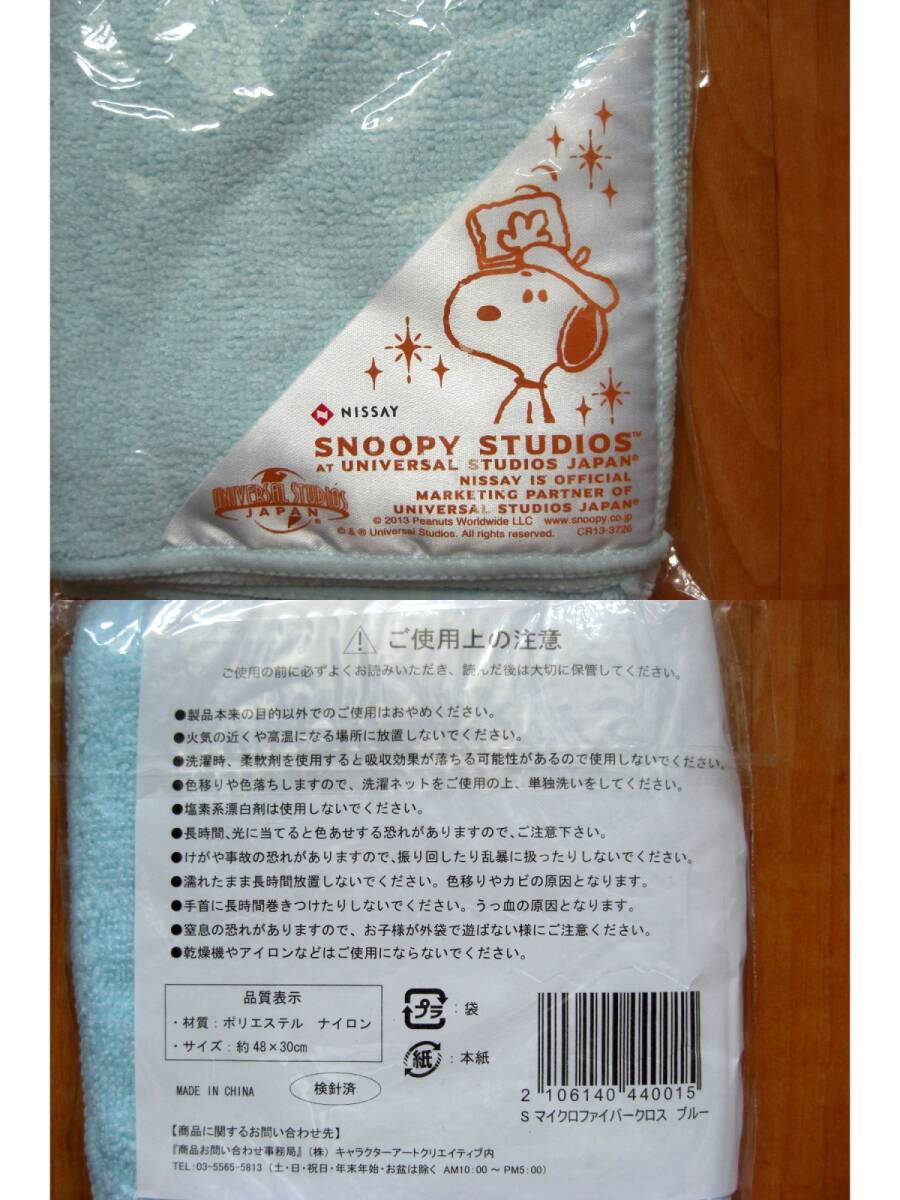 NISSAY
SNOOPY STUDIOS™
AT UNIVERSAL STUDIOS JAPAN®
NISSAY IS OFFICIAL
MARKETING PARTNER OF
UNIVERSAL STUDIOS JAPAN®
UNIVERSAL STUDIOS
JAPAN®
© 2013 Peanuts Worldwide LLC www.snoopy.co.jp
© & ® Universal Studios. All rights reserved. CR13-3726
ご使用上の注意
ご使用の前に必ずよくお読みいただき、読んだ後は大切に保管してください。
●製品本来の目的以外でのご使用はおやめください。
●火気の近くや高温になる場所に放置しないでください。
●洗濯時、柔軟剤を使用すると吸収効果が落ちる可能性があるので使用しないでください。
●色移りや色落ちしますので、洗濯ネットをご使用の上、単独洗いをしてください。
●塩素系漂白剤は使用しないでください。
●長時間、光に当てると色あせする恐れがありますので、ご注意下さい。
●けがや事故の恐れがありますので、振り回したり乱暴に扱ったりしないでください。
●濡れたまま長時間放置しないでください。色移りやカビの原因となります。
●手首に長時間巻きつけたりしないでください。うっ血の原因となります。
●窒息の恐れがありますので、お子様が外袋で遊ばない様にご注意ください。
●乾燥機やアイロンなどはご使用にならないでください。
品質表示
・材質：ポリエステル ナイロン
・サイズ：約48×30cm
プラ：袋
紙：本紙
MADE IN CHINA
検針済
2 106140 440015
S マイクロファイバークロス ブルー
【商品に関するお問い合わせ先】
『商品お問い合わせ事務局』（株）キャラクターアートクリエイティブ内
TEL：03-5565-5813（土・日・祝日・年末年始・お盆は除く AM10：00～PM5：00）